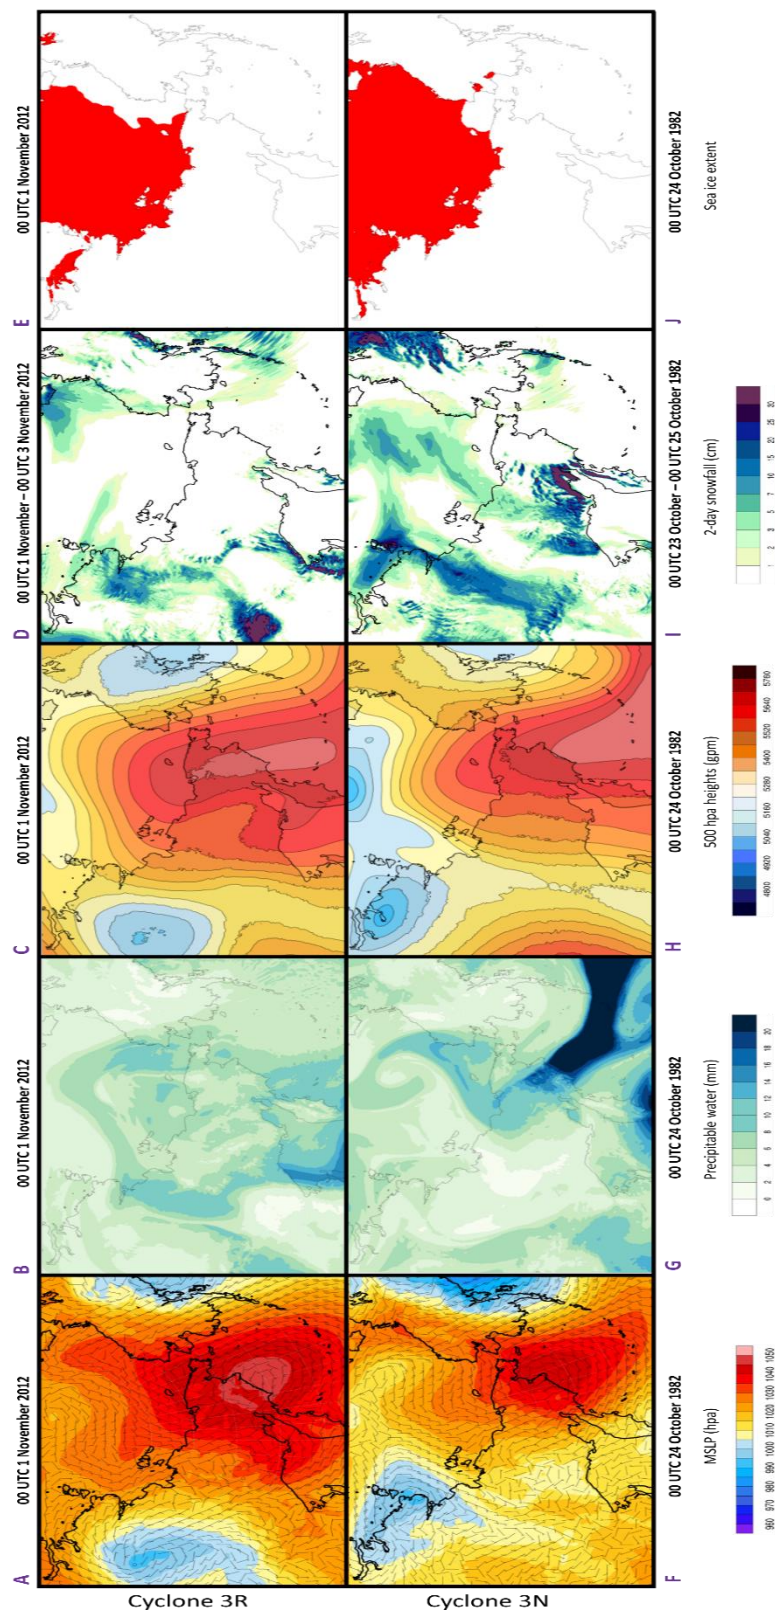 A 00 UTC 1 November 2012
B 00 UTC 1 November 2012
C 00 UTC 1 November 2012
D 00 UTC 1 November – 00 UTC 3 November 2012
E 00 UTC 1 November 2012
Cyclone 3R
Cyclone 3N
F 00 UTC 24 October 1982
G 00 UTC 24 October 1982
H 00 UTC 24 October 1982
I 00 UTC 23 October – 00 UTC 25 October 1982
J 00 UTC 24 October 1982
MSLP (hpa)
960 970 980 990 1000 1010 1020 1030 1040 1050
Precipitable water (mm)
0 2 4 6 8 10 12 14 16 18 20
500 hpa heights (gpm)
4800 4920 5040 5160 5280 5400 5520 5640 5760
2-day snowfall (cm)
1 2 3 5 7 10 15 20 25 30
Sea ice extent